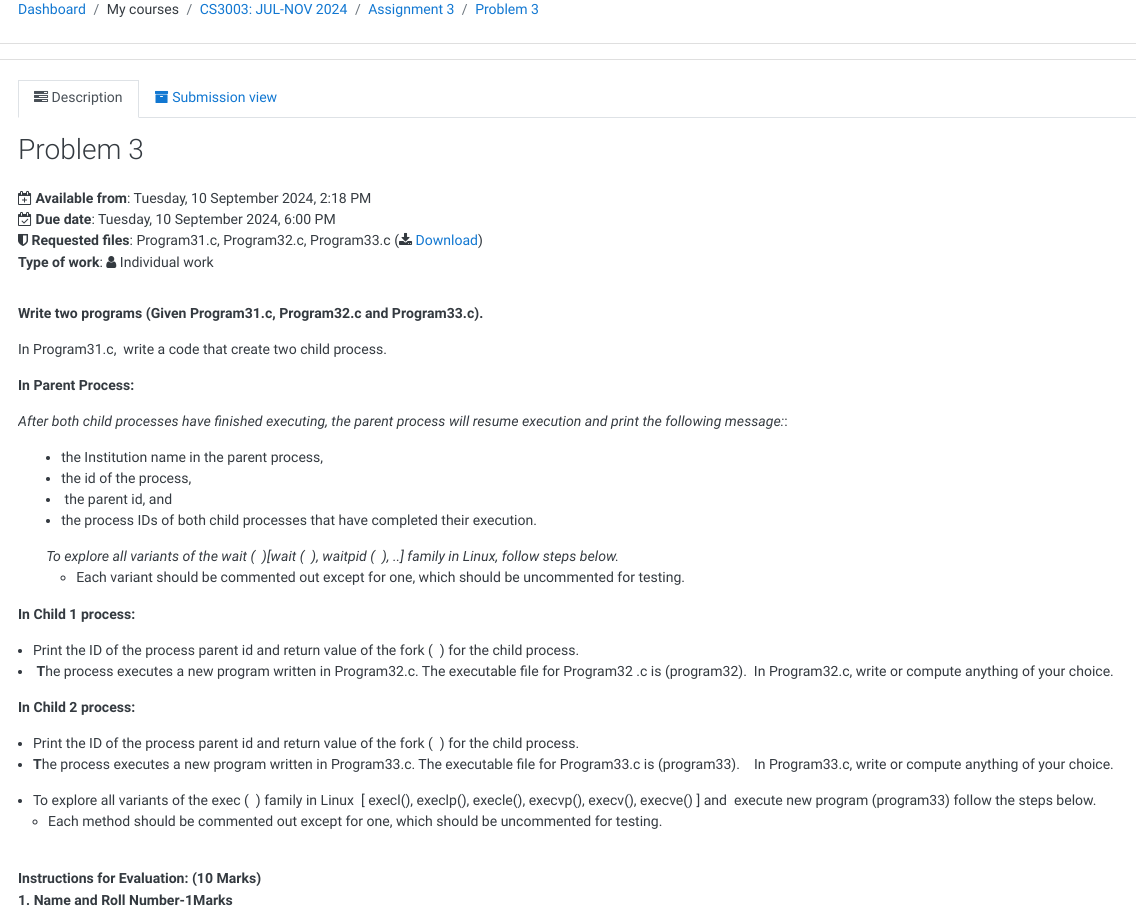 Dashboard / My courses / CS3003: JUL-NOV 2024 / Assignment 3 / Problem 3
Description Submission view
Problem 3
Available from: Tuesday, 10 September 2024, 2:18 PM
Due date: Tuesday, 10 September 2024, 6:00 PM
Requested files: Program31.c, Program32.c, Program33.c (Download)
Type of work: Individual work
Write two programs (Given Program31.c, Program32.c and Program33.c).
In Program31.c, write a code that create two child process.
In Parent Process:
After both child processes have finished executing, the parent process will resume execution and print the following message::
• the Institution name in the parent process,
• the id of the process,
• the parent id, and
• the process IDs of both child processes that have completed their execution.
To explore all variants of the wait ( )[wait ( ), waitpid ( ), ..] family in Linux, follow steps below.
◦ Each variant should be commented out except for one, which should be uncommented for testing.
In Child 1 process:
• Print the ID of the process parent id and return value of the fork ( ) for the child process.
• The process executes a new program written in Program32.c. The executable file for Program32 .c is (program32). In Program32.c, write or compute anything of your choice.
In Child 2 process:
• Print the ID of the process parent id and return value of the fork ( ) for the child process.
• The process executes a new program written in Program33.c. The executable file for Program33.c is (program33). In Program33.c, write or compute anything of your choice.
• To explore all variants of the exec ( ) family in Linux [ execl(), execlp(), execle(), execvp(), execv(), execve() ] and execute new program (program33) follow the steps below.
◦ Each method should be commented out except for one, which should be uncommented for testing.
Instructions for Evaluation: (10 Marks)
1. Name and Roll Number-1Marks